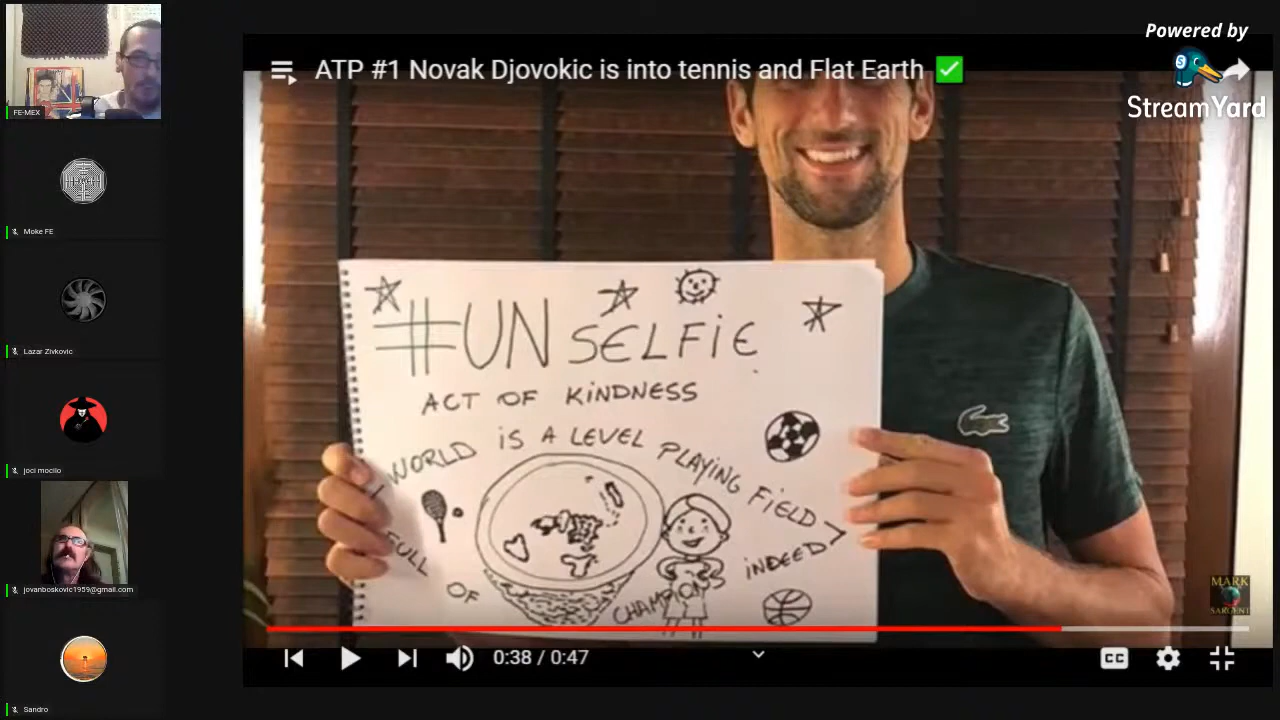 Powered by
StreamYard
ATP #1 Novak Djovokic is into tennis and Flat Earth
FE-MEX
Moke FE
Lazar Zivkovic
joci mocilo
jovanboskovic1959@gmail.com
Sandro
#UNSELFIE
ACT OF KINDNESS
WORLD IS A LEVEL PLAYING FIELD
FULL OF CHAMPIONS INDEED
MARK
SARGENT
0:38 / 0:47
CC